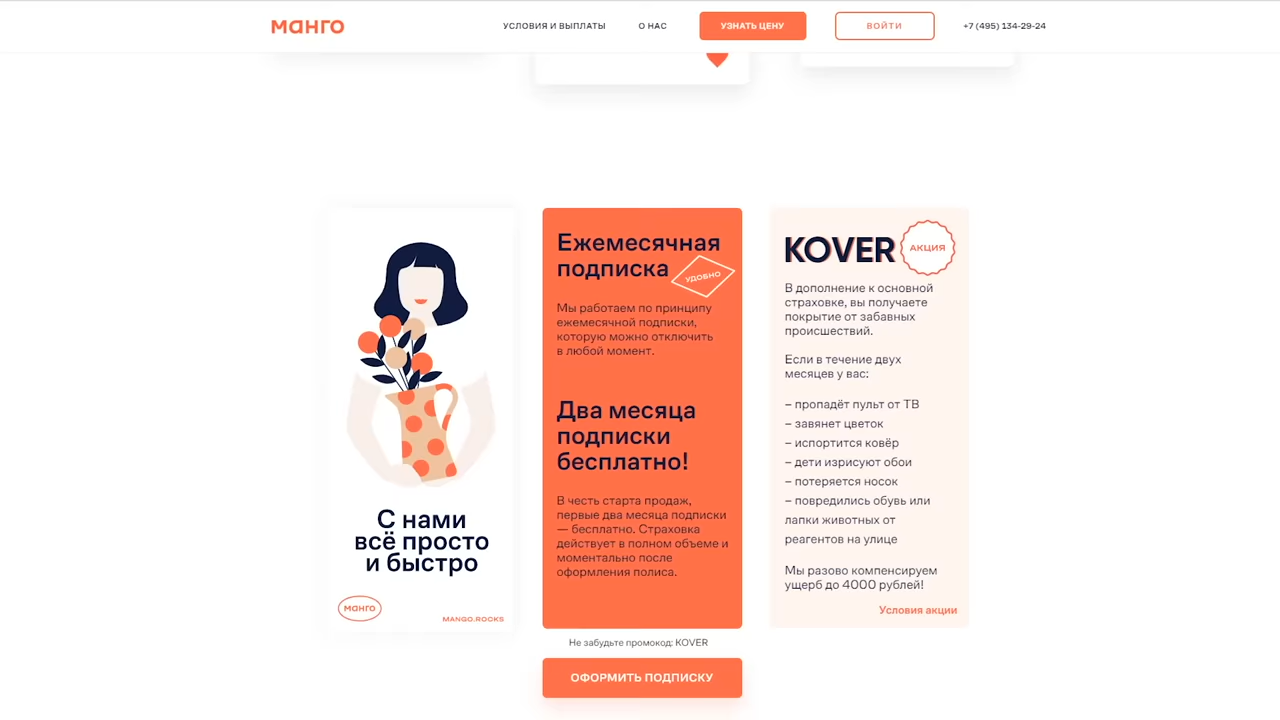 манго
УСЛОВИЯ И ВЫПЛАТЫ
О НАС
УЗНАТЬ ЦЕНУ
ВОЙТИ
+7 (495) 134-29-24
С нами
всё просто
и быстро
манго
MANGO.ROCKS
Ежемесячная
подписка
УДОБНО
Мы работаем по принципу
ежемесячной подписки,
которую можно отключить
в любой момент.
Два месяца
подписки
бесплатно!
В честь старта продаж,
первые два месяца подписки
— бесплатно. Страховка
действует в полном объеме и
моментально после
оформления полиса.
Не забудьте промокод: KOVER
ОФОРМИТЬ ПОДПИСКУ
KOVER
АКЦИЯ
В дополнение к основной
страховке, вы получаете
покрытие от забавных
происшествий.
Если в течение двух
месяцев у вас:
– пропадёт пульт от ТВ
– завянет цветок
– испортится ковёр
– дети изрисуют обои
– потеряется носок
– повредились обувь или
лапки животных от
реагентов на улице
Мы разово компенсируем
ущерб до 4000 рублей!
Условия акции